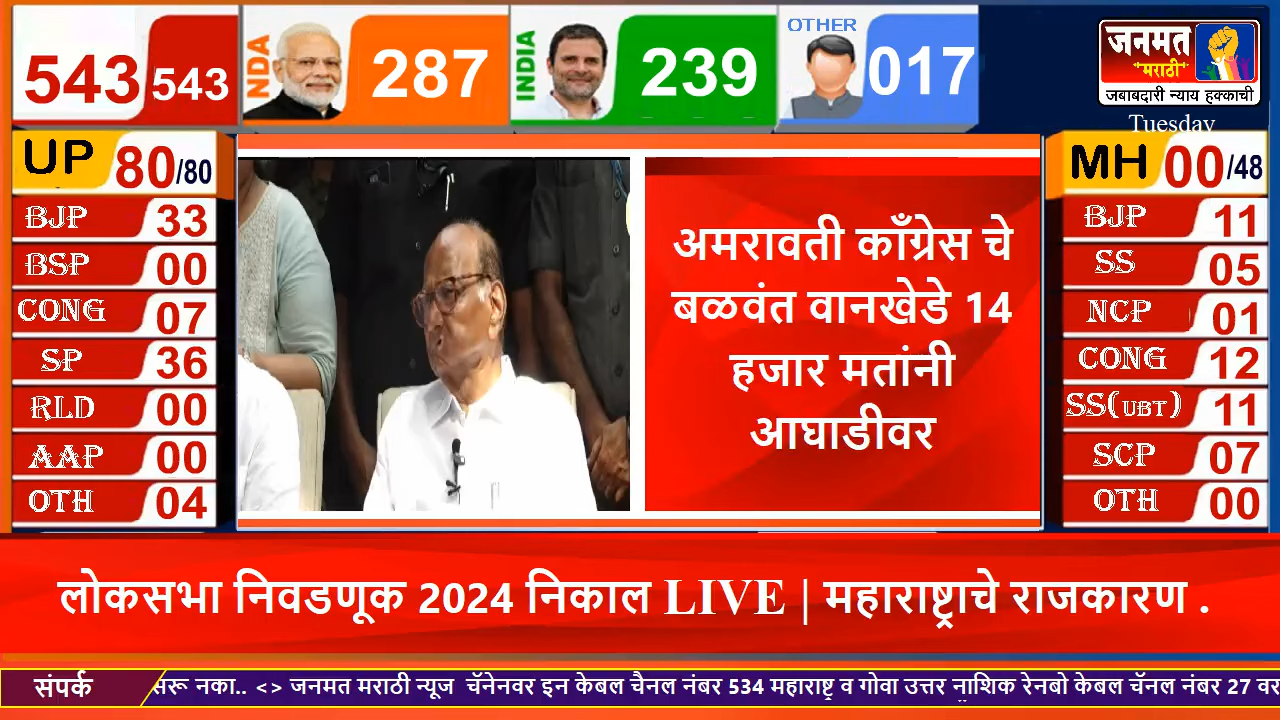 543 543
NDA 287
INDIA 239
OTHER 017
जनमत
"मराठी"
जबाबदारी न्याय हक्काची
Tuesday
UP 80/80
BJP 33
BSP 00
CONG 07
SP 36
RLD 00
AAP 00
OTH 04
अमरावती काँग्रेस चे
बळवंत वानखेडे 14
हजार मतांनी
आघाडीवर
MH 00/48
BJP 11
SS 05
NCP 01
CONG 12
SS(UBT) 11
SCP 07
OTH 00
लोकसभा निवडणूक 2024 निकाल LIVE | महाराष्ट्राचे राजकारण .
संपर्क
सरू नका.. <> जनमत मराठी न्यूज चॅनेनवर इन केबल चैनल नंबर 534 महाराष्ट्र व गोवा उत्तर नाशिक रेनबो केबल चॅनल नंबर 27 वर